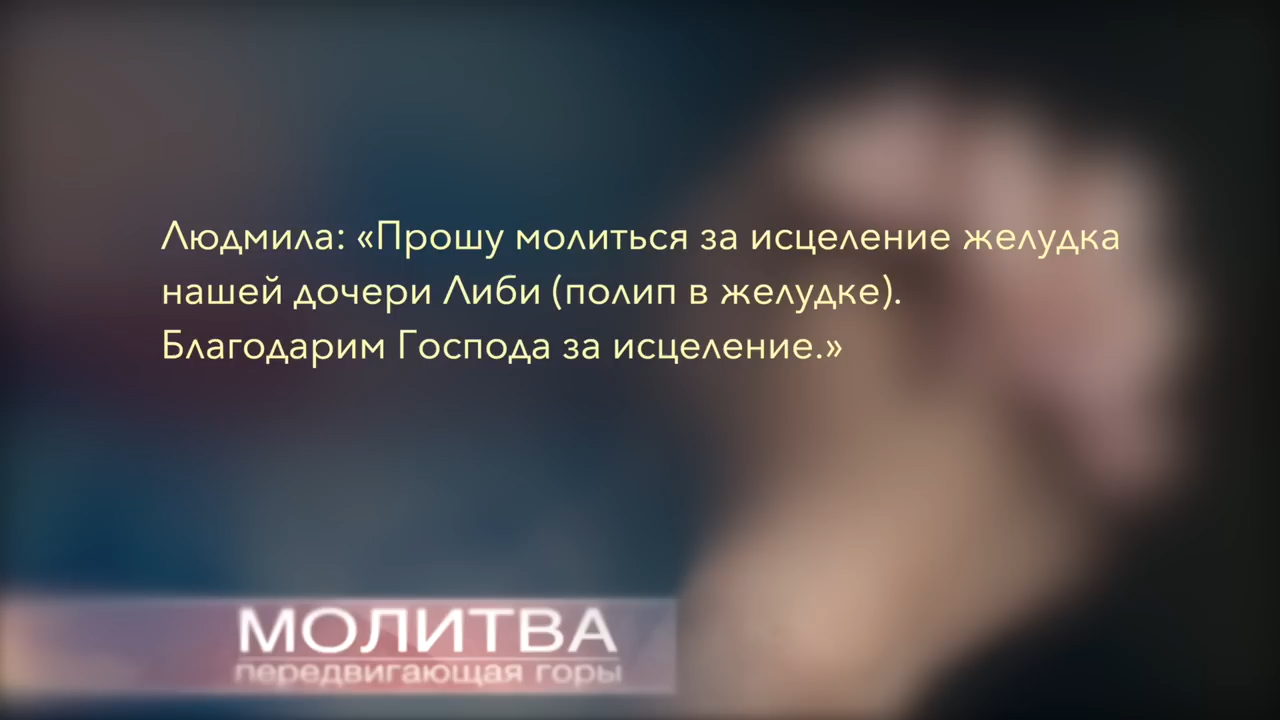 Людмила: «Прошу молиться за исцеление желудка
нашей дочери Либи (полип в желудке).
Благодарим Господа за исцеление.»
МОЛИТВА
передвигающая горы